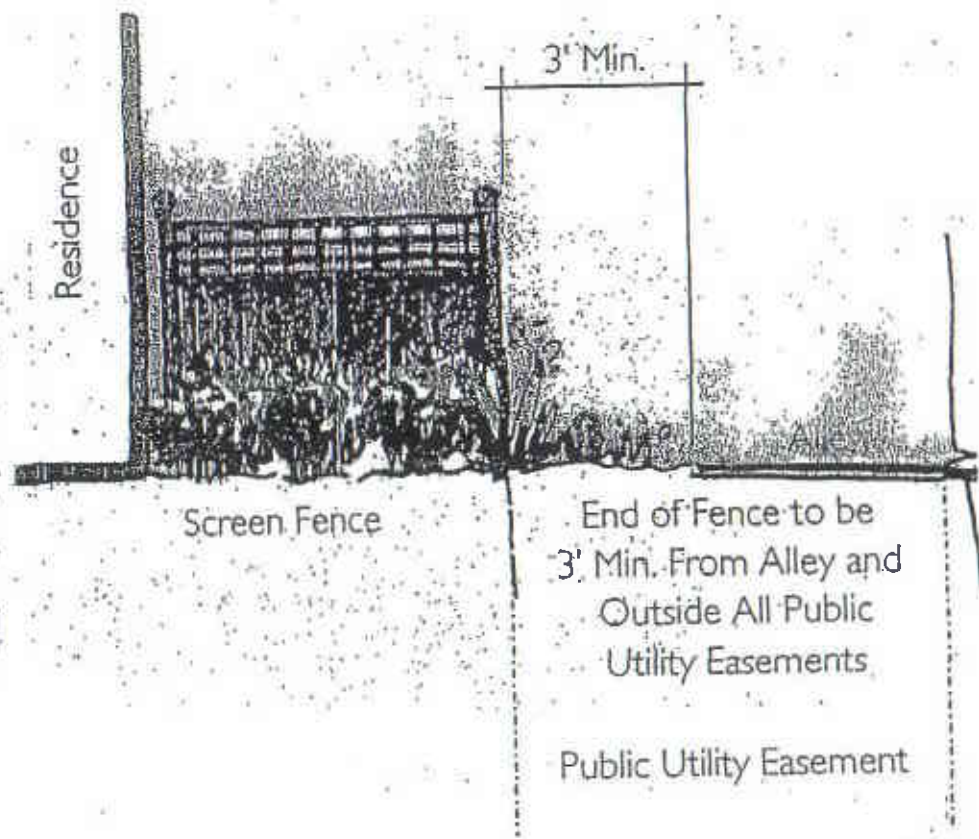 3' Min.
Residence
Alley
Screen Fence
End of Fence to be
3' Min. From Alley and
Outside All Public
Utility Easements
Public Utility Easement